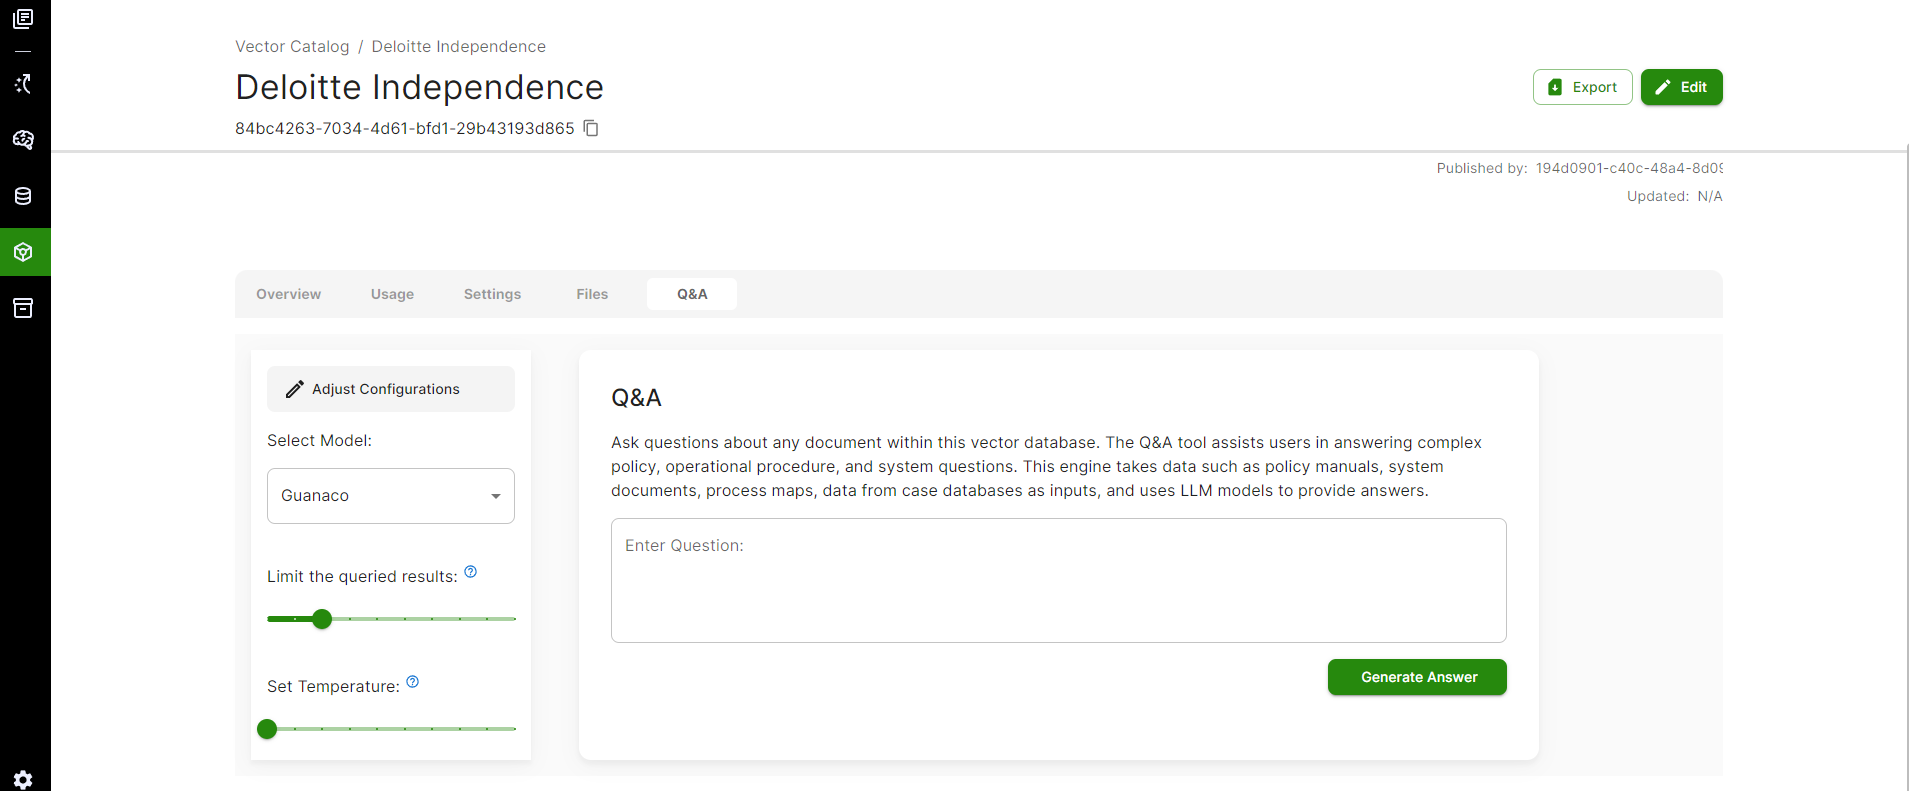 Vector Catalog / Deloitte Independence
Deloitte Independence
Export
Edit
84bc4263-7034-4d61-bfd1-29b43193d865
Published by: 194d0901-c40c-48a4-8d09
Updated: N/A
Overview Usage Settings Files Q&A
Adjust Configurations
Select Model:
Guanaco
Limit the queried results:
Set Temperature:
Q&A
Ask questions about any document within this vector database. The Q&A tool assists users in answering complex
policy, operational procedure, and system questions. This engine takes data such as policy manuals, system
documents, process maps, data from case databases as inputs, and uses LLM models to provide answers.
Enter Question:
Generate Answer